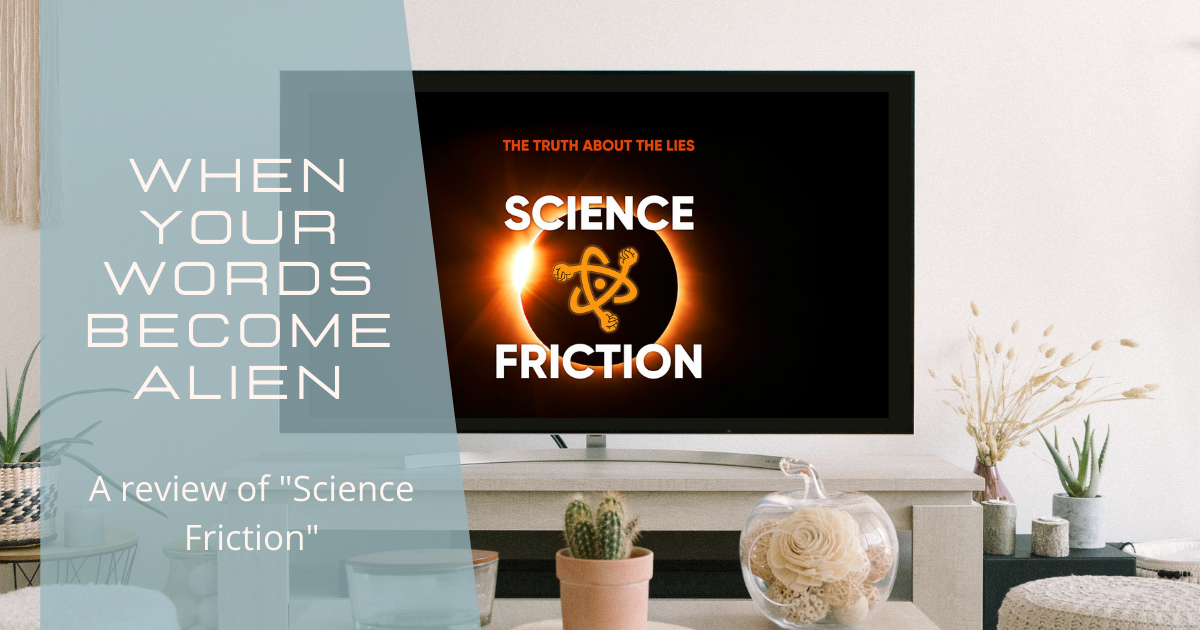 WHEN
YOUR
WORDS
BECOME
ALIEN
A review of "Science
Friction"
THE TRUTH ABOUT THE LIES
SCIENCE
FRICTION